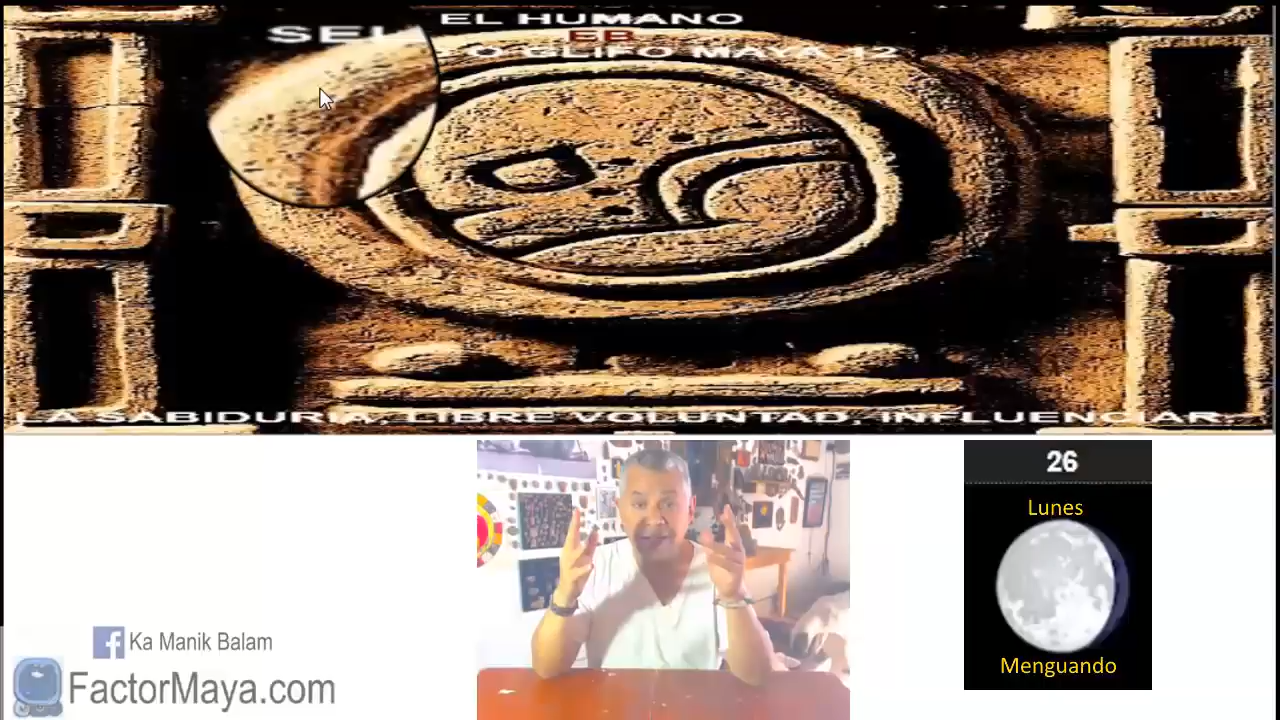 EL HUMANO
EB
O GLIFO MAYA 12
LA SABIDURIA, LIBRE VOLUNTAD, INFLUENCIAR.
26
Lunes
Menguando
Ka Manik Balam
FactorMaya.com